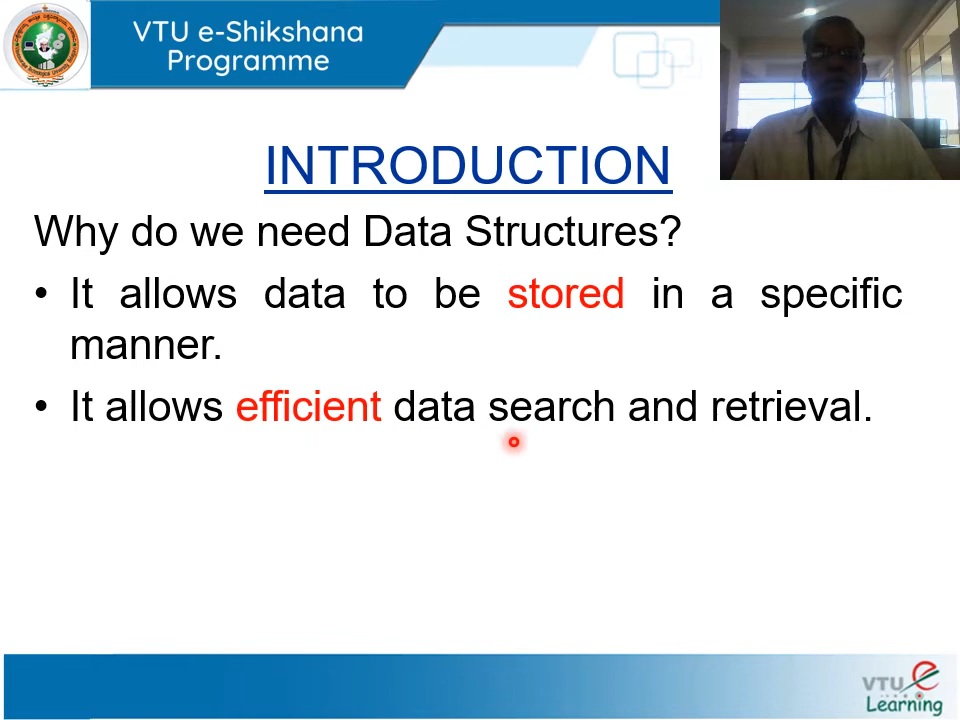 VTU e-Shikshana
Programme
INTRODUCTION
Why do we need Data Structures?
• It allows data to be stored in a specific
manner.
• It allows efficient data search and retrieval.
VTU e
Learning